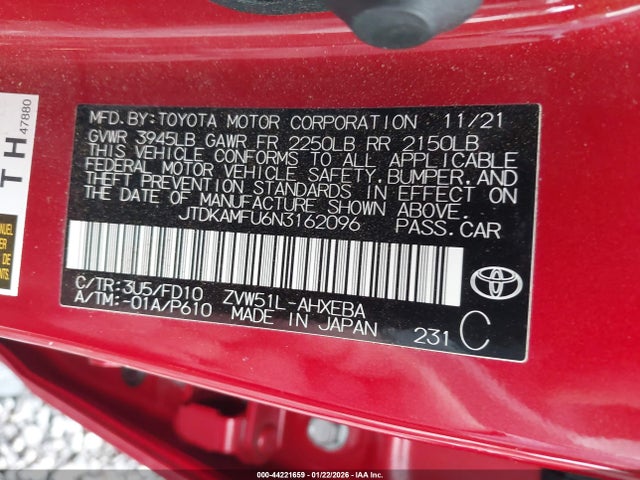 MFD.BY:TOYOTA MOTOR CORPORATION 11/21
GVWR 3945LB GAWR FR 2250LB RR 2150LB
THIS VEHICLE CONFORMS TO ALL APPLICABLE
FEDERAL MOTOR VEHICLE SAFETY,BUMPER,AND
THEFT PREVENTION STANDARDS IN EFFECT ON
THE DATE OF MANUFACTURE SHOWN ABOVE.
JTDKAMFU6N3162096 PASS.CAR
C/TR:3U5/FD10 ZVW51L-AHXEBA
A/TM:-01A/P610 MADE IN JAPAN 231 C
TOYOTA
TH
47880
000-44221659 | 01/22/2026 | IAA Inc.